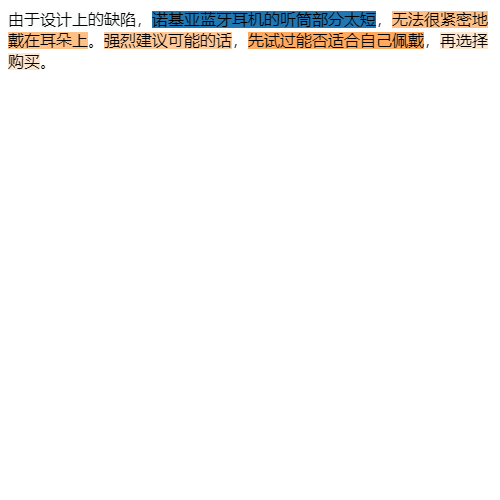 由于设计上的缺陷，诺基亚蓝牙耳机的听筒部分太短，无法很紧密地
戴在耳朵上。强烈建议可能的话，先试过能否适合自己佩戴，再选择
购买。